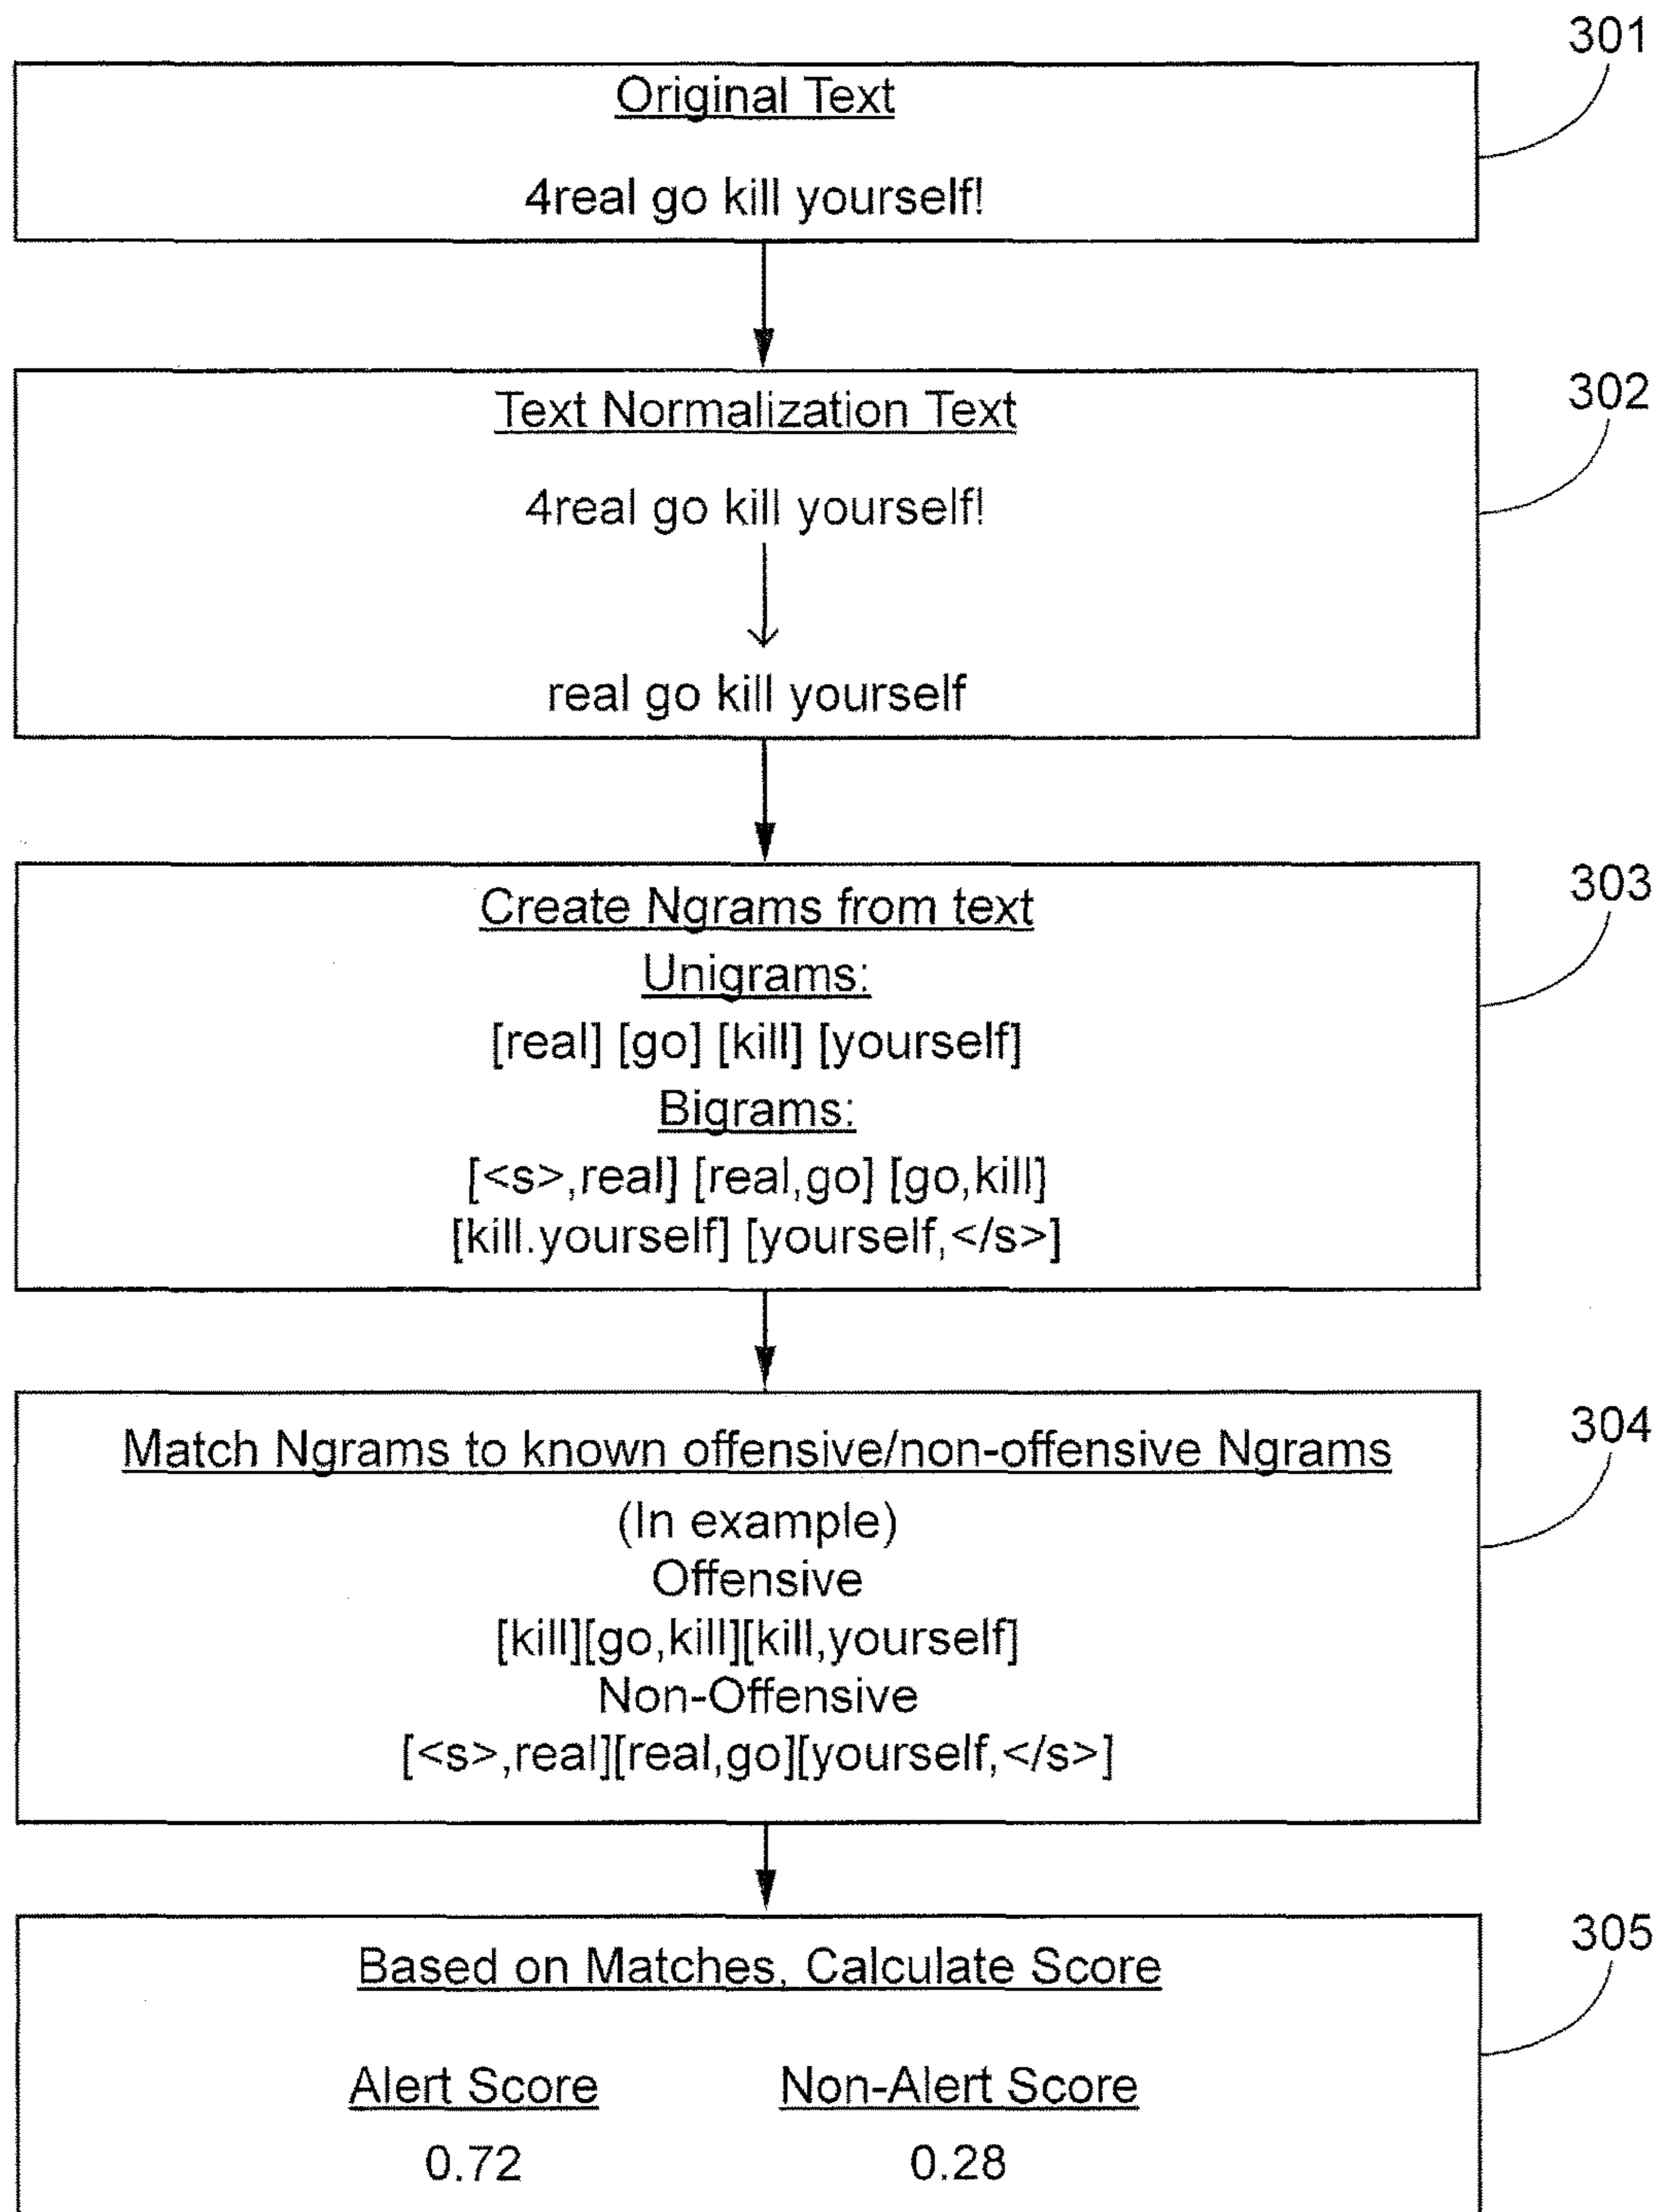 301
Original Text
4real go kill yourself!
302
Text Normalization Text
4real go kill yourself!
real go kill yourself
303
Create Ngrams from text
Unigrams:
[real] [go] [kill] [yourself]
Bigrams:
[<s>,real] [real,go] [go,kill]
[kill.yourself] [yourself,</s>]
304
Match Ngrams to known offensive/non-offensive Ngrams
(In example)
Offensive
[kill][go,kill][kill,yourself]
Non-Offensive
[<s>,real][real,go][yourself,</s>]
305
Based on Matches, Calculate Score
Alert Score Non-Alert Score
0.72 0.28